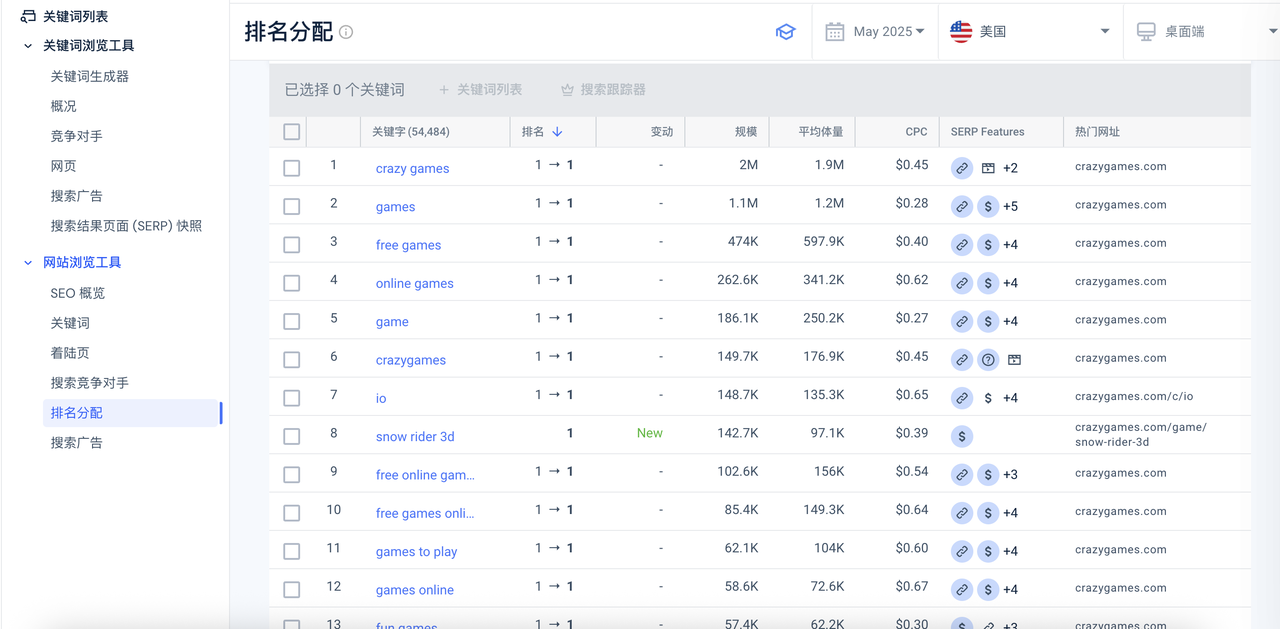 关键词列表
关键词浏览工具
关键词生成器
概况
竞争对手
网页
搜索广告
搜索结果页面 (SERP) 快照
网站浏览工具
SEO 概览
关键词
着陆页
搜索竞争对手
排名分配
搜索广告
排名分配
May 2025
美国
桌面端
已选择 0 个关键词 + 关键词列表 搜索跟踪器
关键字 (54,484) 排名 ↓ 变动 规模 平均体量 CPC SERP Features 热门网址
1 crazy games 1 → 1 - 2M 1.9M $0.45 +2 crazygames.com
2 games 1 → 1 - 1.1M 1.2M $0.28 $ +5 crazygames.com
3 free games 1 → 1 - 474K 597.9K $0.40 $ +4 crazygames.com
4 online games 1 → 1 - 262.6K 341.2K $0.62 $ +4 crazygames.com
5 game 1 → 1 - 186.1K 250.2K $0.27 $ +4 crazygames.com
6 crazygames 1 → 1 - 149.7K 176.9K $0.45 crazygames.com
7 io 1 → 1 - 148.7K 135.3K $0.65 $ +4 crazygames.com/c/io
8 snow rider 3d 1 New 142.7K 97.1K $0.39 $ crazygames.com/game/
snow-rider-3d
9 free online gam... 1 → 1 - 102.6K 156K $0.54 $ +3 crazygames.com
10 free games onli... 1 → 1 - 85.4K 149.3K $0.64 $ +4 crazygames.com
11 games to play 1 → 1 - 62.1K 104K $0.60 $ +4 crazygames.com
12 games online 1 → 1 - 58.6K 72.6K $0.67 $ +4 crazygames.com
13 fun games 1 → 1 - 57.4K 62.2K $0.30 $ +3 crazygames.com